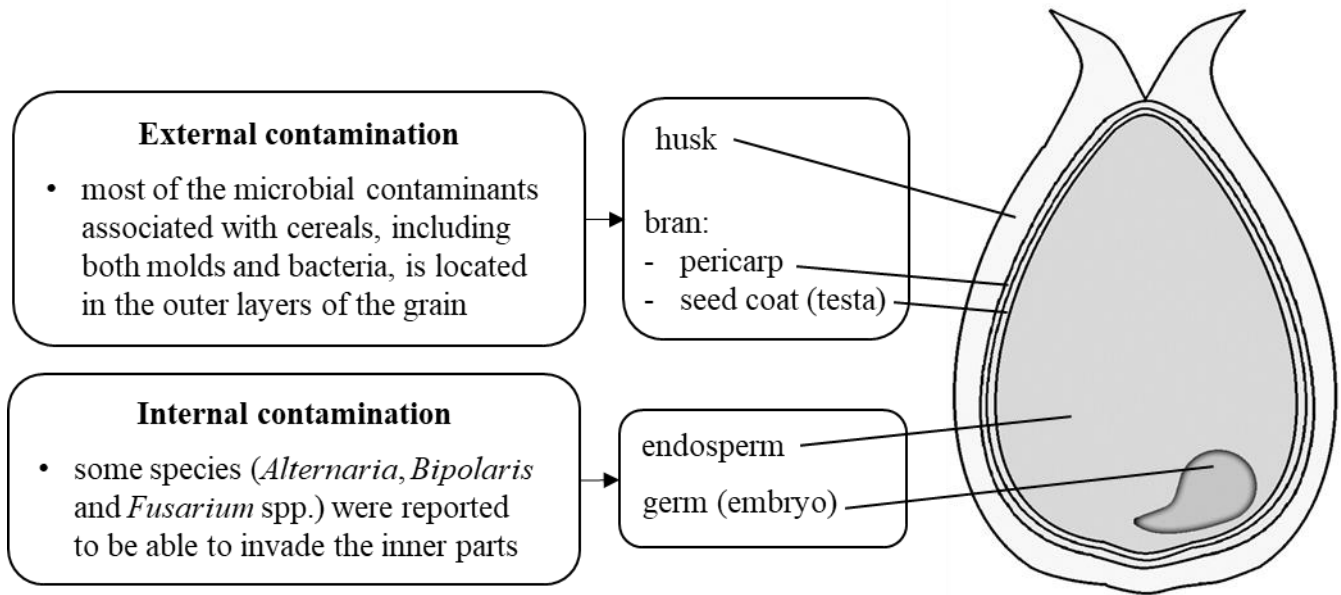 External contamination
• most of the microbial contaminants
associated with cereals, including
both molds and bacteria, is located
in the outer layers of the grain
husk
bran:
- pericarp
- seed coat (testa)
Internal contamination
• some species (Alternaria, Bipolaris
and Fusarium spp.) were reported
to be able to invade the inner parts
endosperm
germ (embryo)